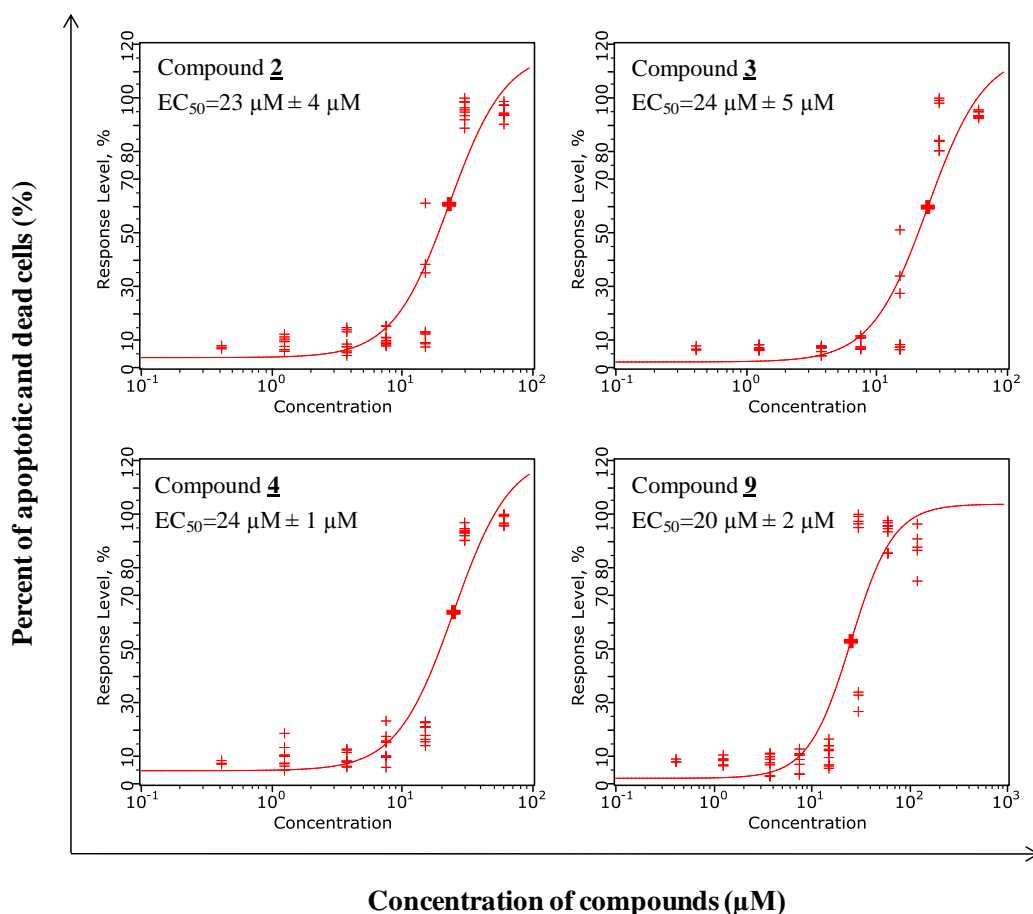 Percent of apoptotic and dead cells (%)
Compound 2
EC₅₀=23 µM ± 4 µM
Response Level, %
0 10 30 50 70 80 100 120
10⁻¹ 10⁰ 10¹ 10²
Concentration
Compound 3
EC₅₀=24 µM ± 5 µM
Response Level, %
0 10 30 50 70 80 100 120
10⁻¹ 10⁰ 10¹ 10²
Concentration
Compound 4
EC₅₀=24 µM ± 1 µM
Response Level, %
0 10 30 50 70 80 100 120
10⁻¹ 10⁰ 10¹ 10²
Concentration
Compound 9
EC₅₀=20 µM ± 2 µM
Response Level, %
0 10 30 50 70 80 100 120
10⁻¹ 10⁰ 10¹ 10² 10³
Concentration
Concentration of compounds (µM)